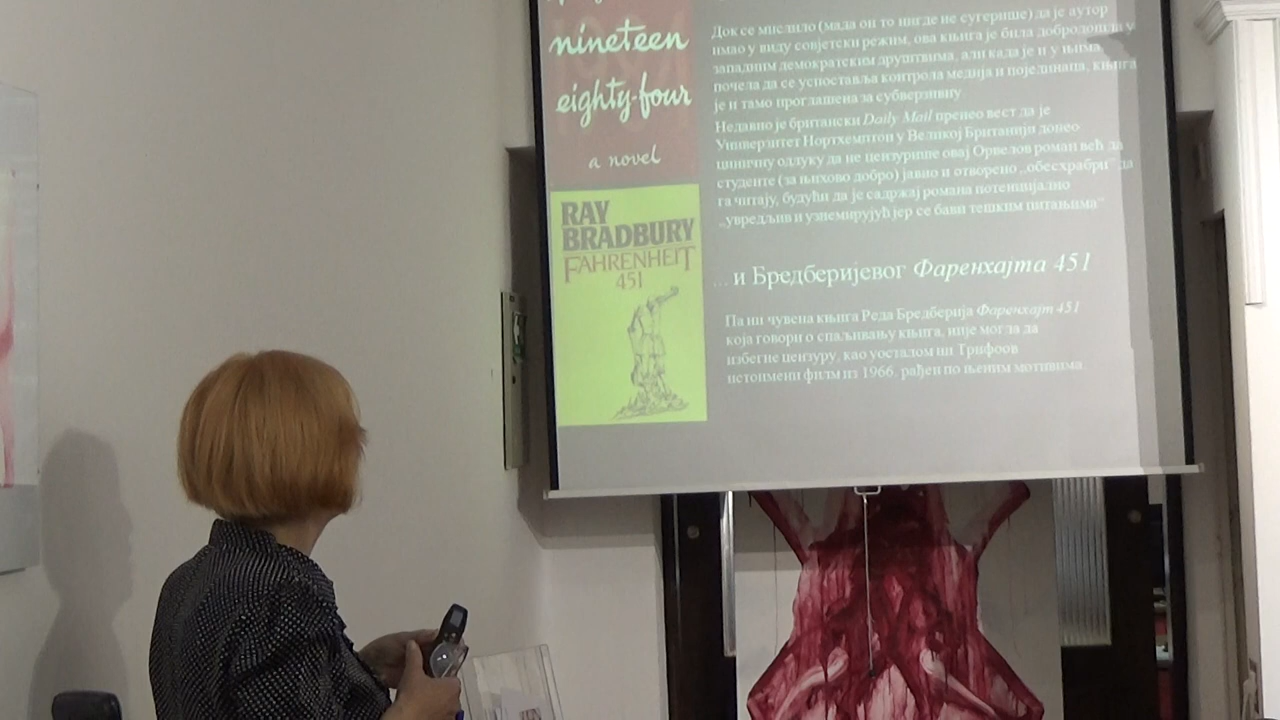 nineteen
eighty-four
a novel
RAY
BRADBURY
FAHRENHEIT
451
Док се мислило (мада он то нигде не сугерише) да је аутор
имао у виду совјетски режим, ова књига је била добродошла у
западним демократским друштвима, али када је и у њима
почела да се успоставља контрола медија и појединаца, књига
је и тамо проглашена за субверзивну.
Недавно је британски Daily Mail пренео вест да је
Универзитет Нортхемптон у Великој Британији донео
циничну одлуку да не цензурише овај Орвелов роман већ да
студенте (за њихово добро) јавно и отворено „обесхрабри“ да
га читају, будући да је садржај романа потенцијално
„увредљив и узнемирујућ јер се бави тешким питањима“
... и Бредберијевог Фаренхајта 451
Па ни чувена књига Реја Бредберија Фаренхајт 451
која говори о спаљивању књига, није могла да
избегне цензуру, као уосталом ни Трифоов
истоимени филм из 1966. рађен по њеним мотивима.